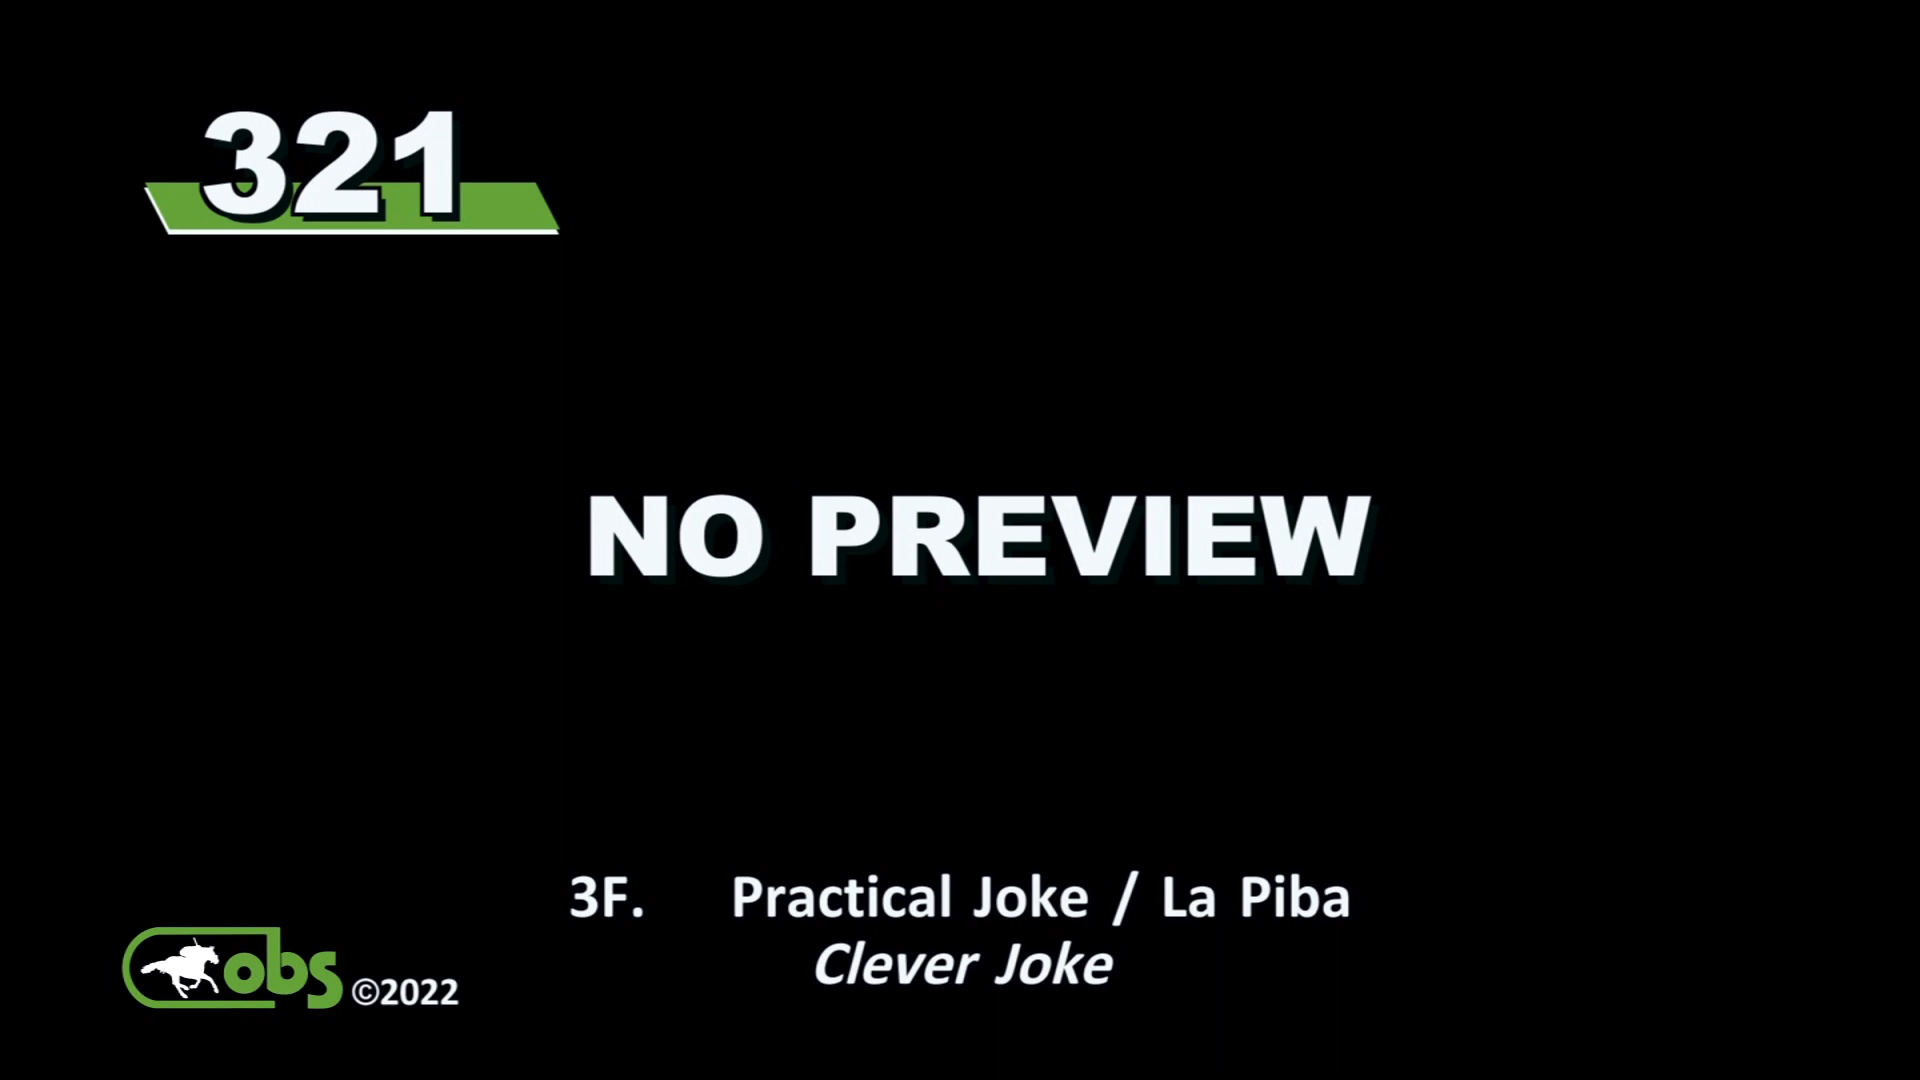 321
NO PREVIEW
3F. Practical Joke / La Piba
Clever Joke
obs ©2022